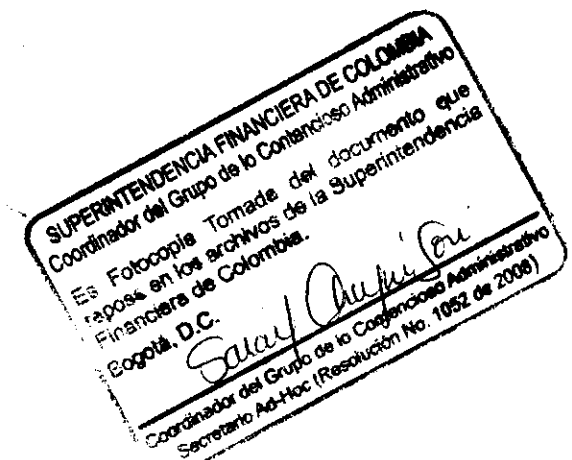 SUPERINTENDENCIA FINANCIERA DE COLOMBIA
Coordinador del Grupo de lo Contencioso Administrativo
Es Fotocopia Tomade del documento que
reposa en los archivos de la Superintendencia
Financiera de Colombia.
Bogotá, D.C.
Coordinador del Grupo de lo Contencioso Administrativo
Secretario Ad-Hoc (Resolución No. 1052 de 2006)